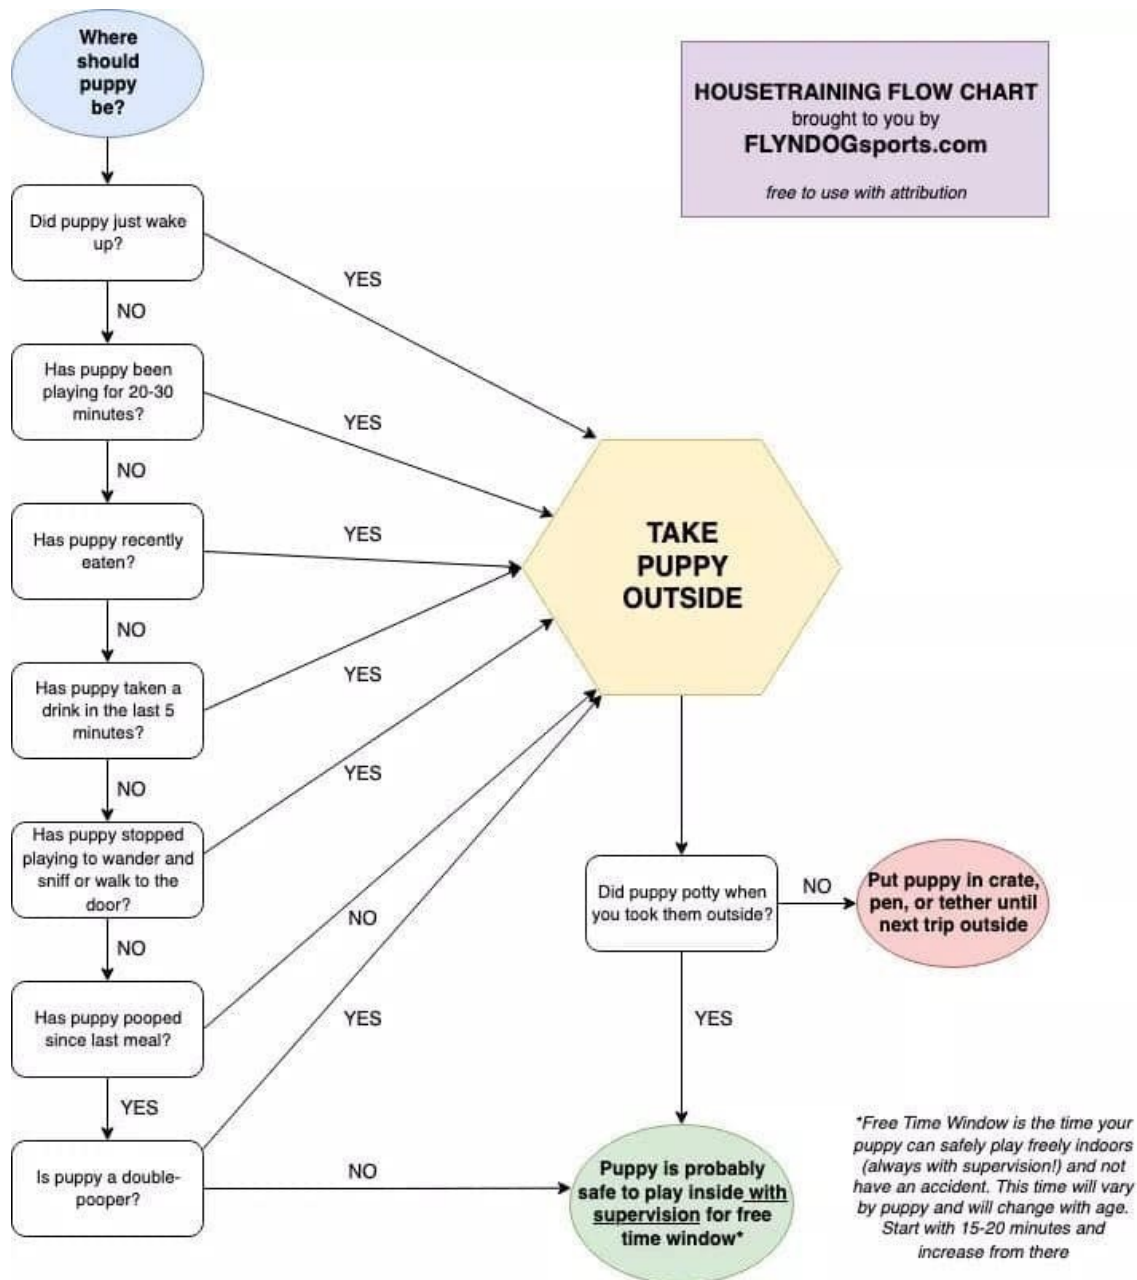 Where
should
puppy
be?
HOUSETRAINING FLOW CHART
brought to you by
FLYNDOGsports.com
free to use with attribution
Did puppy just wake
up?
YES
NO
Has puppy been
playing for 20-30
minutes?
YES
NO
Has puppy recently
eaten?
YES
NO
Has puppy taken a
drink in the last 5
minutes?
YES
NO
Has puppy stopped
playing to wander and
sniff or walk to the
door?
YES
NO
Has puppy pooped
since last meal?
NO
YES
Is puppy a double-
pooper?
YES
NO
TAKE
PUPPY
OUTSIDE
Did puppy potty when
you took them outside?
NO
Put puppy in crate,
pen, or tether until
next trip outside
YES
Puppy is probably
safe to play inside with
supervision for free
time window*
*Free Time Window is the time your
puppy can safely play freely indoors
(always with supervision!) and not
have an accident. This time will vary
by puppy and will change with age.
Start with 15-20 minutes and
increase from there